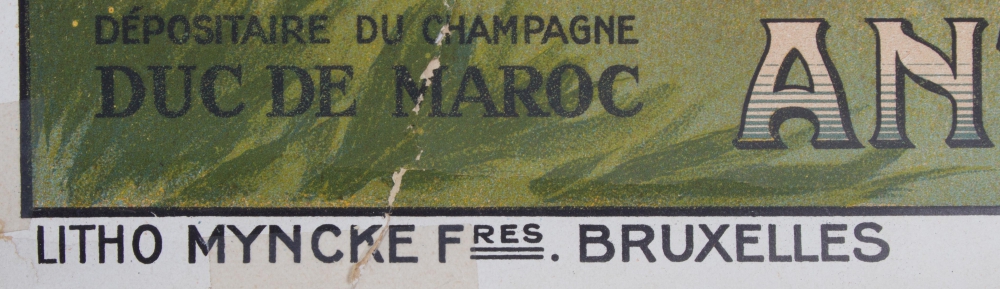 DÉPOSITAIRE DU CHAMPAGNE
DUC DE MAROC
AN
LITHO MYNCKE FRES. BRUXELLES